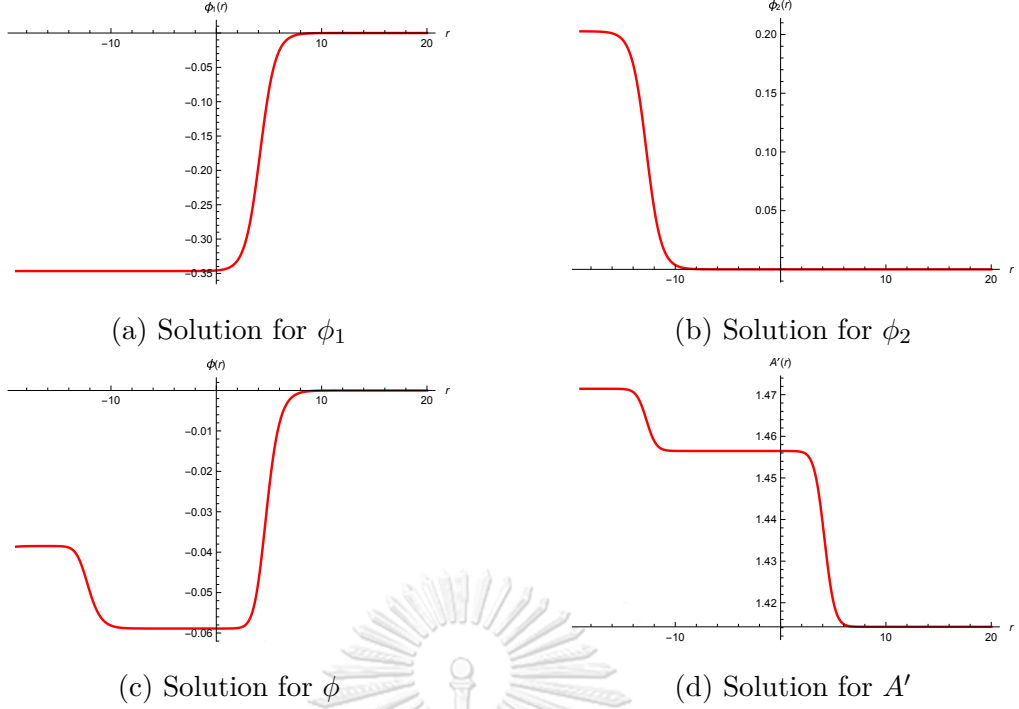 ϕ₁(r)
r
−10
10
20
−0.05
−0.10
−0.15
−0.20
−0.25
−0.30
−0.35
(a) Solution for ϕ₁
ϕ₂(r)
0.20
0.15
0.10
0.05
−10
10
20
r
(b) Solution for ϕ₂
ϕ(r)
r
−10
10
20
−0.01
−0.02
−0.03
−0.04
−0.05
−0.06
(c) Solution for ϕ
A′(r)
1.47
1.46
1.45
1.44
1.43
1.42
−10
10
20
r
(d) Solution for A′